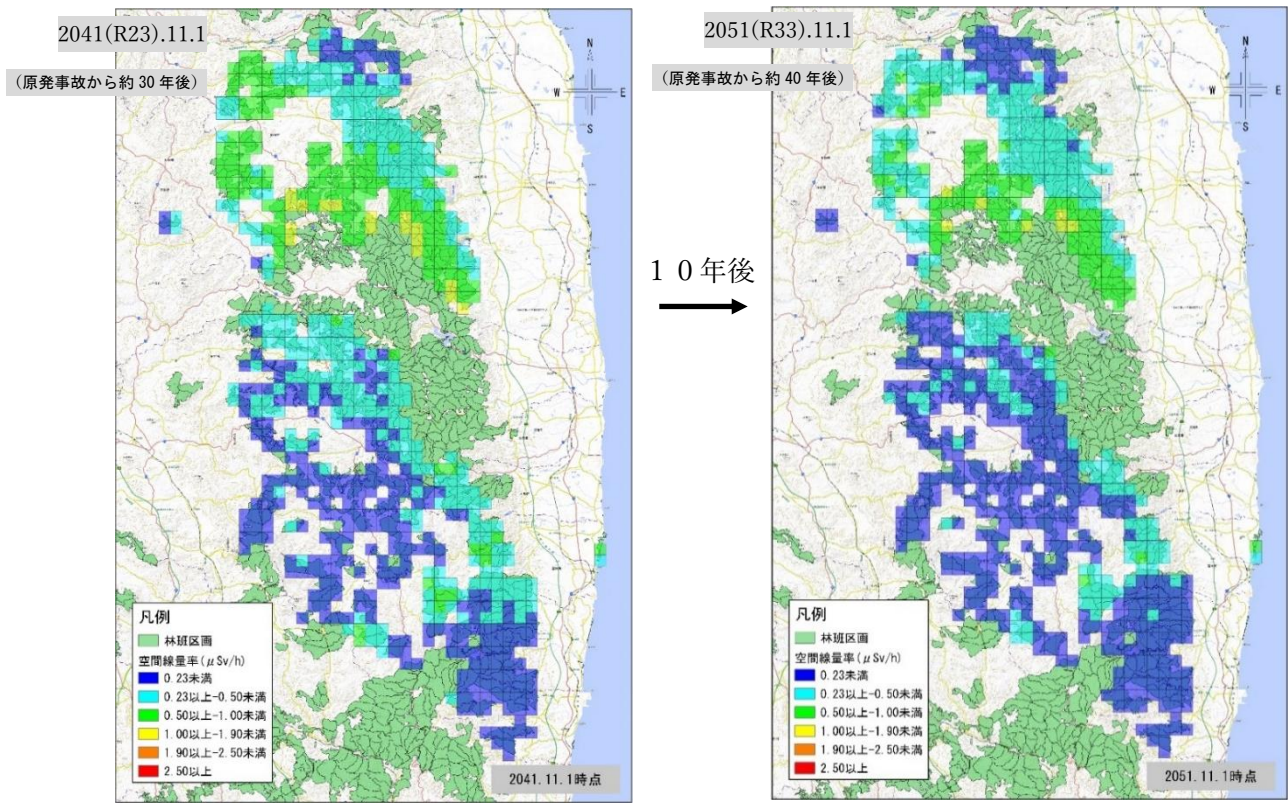 2041(R23).11.1
(原発事故から約 30 年後)
N
W
E
S
凡例
林班区画
空間線量率(μSv/h)
0.23未満
0.23以上-0.50未満
0.50以上-1.00未満
1.00以上-1.90未満
1.90以上-2.50未満
2.50以上
2041.11.1時点
10年後
2051(R33).11.1
(原発事故から約 40 年後)
N
W
E
S
凡例
林班区画
空間線量率(μSv/h)
0.23未満
0.23以上-0.50未満
0.50以上-1.00未満
1.00以上-1.90未満
1.90以上-2.50未満
2.50以上
2051.11.1時点